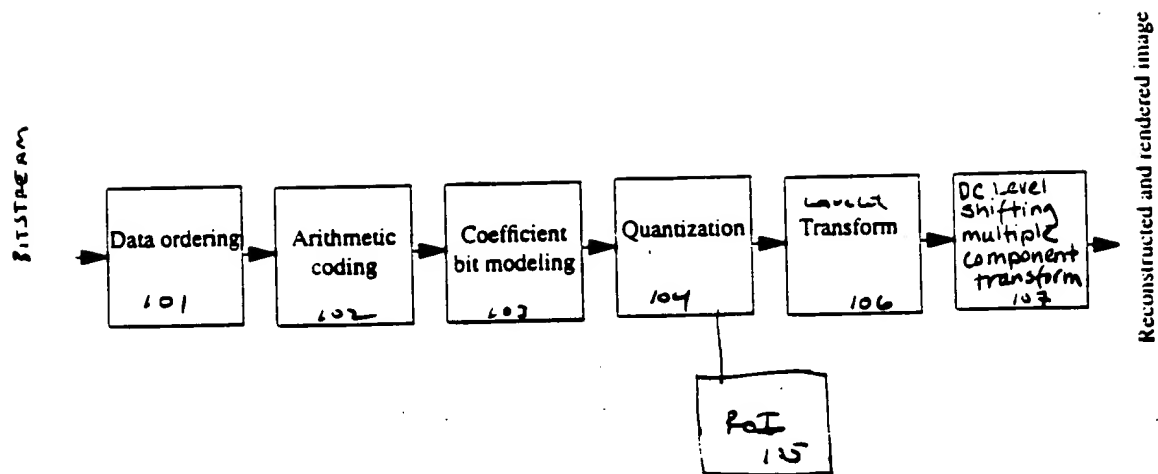 BITSTREAM
Data ordering
101
Arithmetic
coding
102
Coefficient
bit modeling
103
Quantization
104
RoI
105
wavelet
Transform
106
DC Level
shifting
multiple
component
transform
107
Reconstructed and rendered image